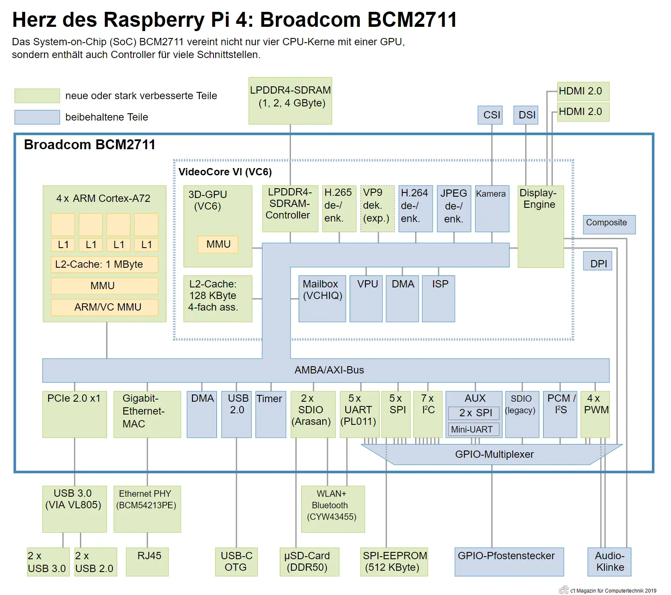 Herz des Raspberry Pi 4: Broadcom BCM2711
Das System-on-Chip (SoC) BCM2711 vereint nicht nur vier CPU-Kerne mit einer GPU,
sondern enthält auch Controller für viele Schnittstellen.
neue oder stark verbesserte Teile
beibehaltene Teile
LPDDR4-SDRAM
(1, 2, 4 GByte)
CSI
DSI
HDMI 2.0
HDMI 2.0
Broadcom BCM2711
VideoCore VI (VC6)
4 x ARM Cortex-A72
L1
L1
L1
L1
L2-Cache: 1 MByte
MMU
ARM/VC MMU
3D-GPU
(VC6)
MMU
LPDDR4-
SDRAM-
Controller
H.265
de-/
enk.
VP9
dek.
(exp.)
H.264
de-/
enk.
JPEG
de-/
enk.
Kamera
Display-
Engine
Composite
DPI
L2-Cache:
128 KByte
4-fach ass.
Mailbox
(VCHIQ)
VPU
DMA
ISP
AMBA/AXI-Bus
PCIe 2.0 x1
Gigabit-
Ethernet-
MAC
DMA
USB
2.0
Timer
2 x
SDIO
(Arasan)
5 x
UART
(PL011)
5 x
SPI
7 x
I²C
AUX
2 x SPI
Mini-UART
SDIO
(legacy)
PCM /
I²S
4 x
PWM
GPIO-Multiplexer
USB 3.0
(VIA VL805)
Ethernet PHY
(BCM54213PE)
WLAN+
Bluetooth
(CYW43455)
2 x
USB 3.0
2 x
USB 2.0
RJ45
USB-C
OTG
µSD-Card
(DDR50)
SPI-EEPROM
(512 KByte)
GPIO-Pfostenstecker
Audio-
Klinke
c't Magazin für Computertechnik 2019